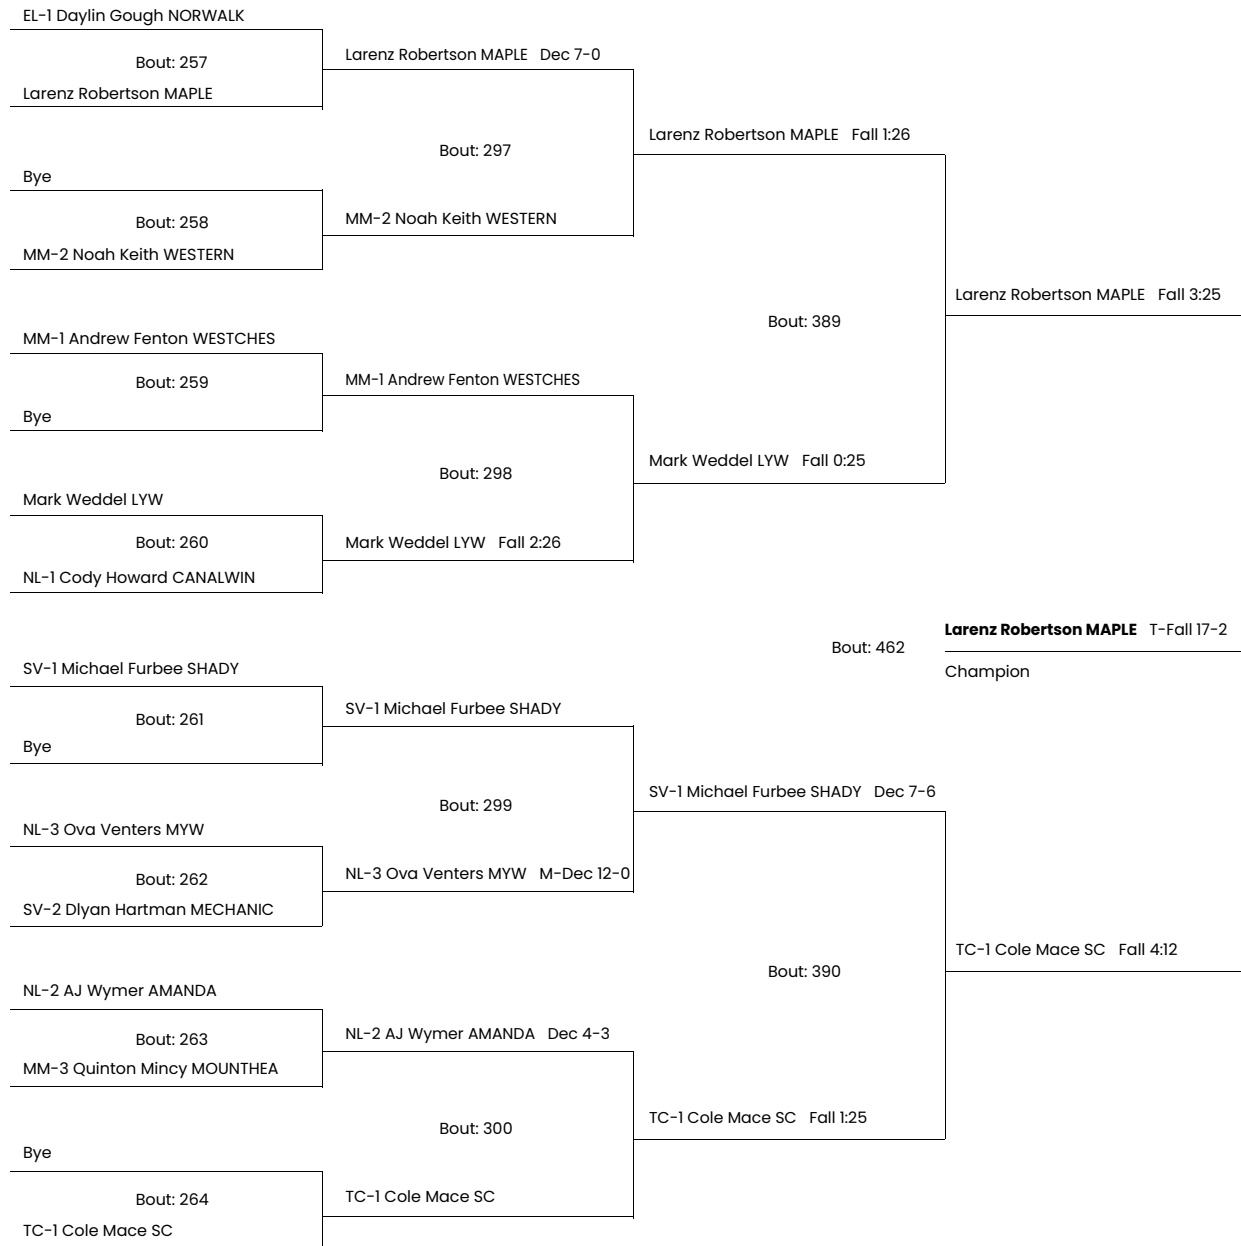 EL-1 Daylin Gough NORWALK
Bout: 257
Larenz Robertson MAPLE
Bye
Bout: 258
MM-2 Noah Keith WESTERN
MM-1 Andrew Fenton WESTCHES
Bout: 259
Bye
Mark Weddel LYW
Bout: 260
NL-1 Cody Howard CANALWIN
SV-1 Michael Furbee SHADY
Bout: 261
Bye
NL-3 Ova Venters MYW
Bout: 262
SV-2 Dlyan Hartman MECHANIC
NL-2 AJ Wymer AMANDA
Bout: 263
MM-3 Quinton Mincy MOUNTHEA
Bye
Bout: 264
TC-1 Cole Mace SC
Larenz Robertson MAPLE Dec 7-0
Bout: 297
MM-2 Noah Keith WESTERN
MM-1 Andrew Fenton WESTCHES
Bout: 298
Mark Weddel LYW Fall 2:26
SV-1 Michael Furbee SHADY
Bout: 299
NL-3 Ova Venters MYW M-Dec 12-0
NL-2 AJ Wymer AMANDA Dec 4-3
Bout: 300
TC-1 Cole Mace SC
Larenz Robertson MAPLE Fall 1:26
Bout: 389
Mark Weddel LYW Fall 0:25
SV-1 Michael Furbee SHADY Dec 7-6
Bout: 390
TC-1 Cole Mace SC Fall 1:25
Larenz Robertson MAPLE Fall 3:25
Bout: 462
Larenz Robertson MAPLE T-Fall 17-2
Champion
TC-1 Cole Mace SC Fall 4:12